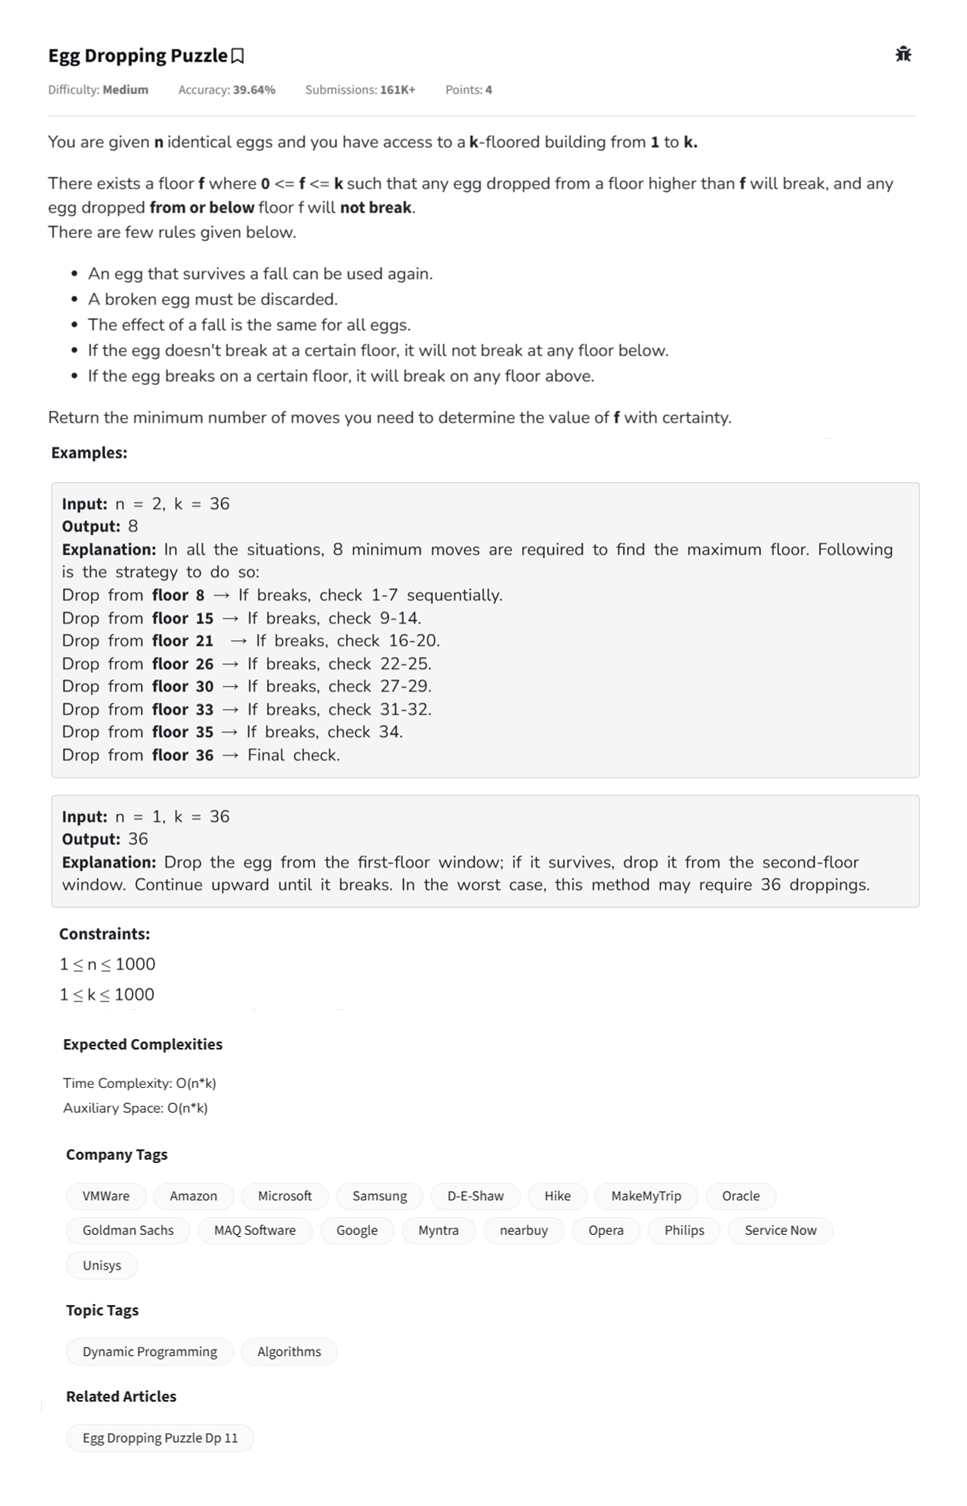 Egg Dropping Puzzle
Difficulty: Medium Accuracy: 39.64% Submissions: 161K+ Points: 4
You are given n identical eggs and you have access to a k-floored building from 1 to k.
There exists a floor f where 0 <= f <= k such that any egg dropped from a floor higher than f will break, and any
egg dropped from or below floor f will not break.
There are few rules given below.
• An egg that survives a fall can be used again.
• A broken egg must be discarded.
• The effect of a fall is the same for all eggs.
• If the egg doesn't break at a certain floor, it will not break at any floor below.
• If the egg breaks on a certain floor, it will break on any floor above.
Return the minimum number of moves you need to determine the value of f with certainty.
Examples:
Input: n = 2, k = 36
Output: 8
Explanation: In all the situations, 8 minimum moves are required to find the maximum floor. Following
is the strategy to do so:
Drop from floor 8 → If breaks, check 1-7 sequentially.
Drop from floor 15 → If breaks, check 9-14.
Drop from floor 21 → If breaks, check 16-20.
Drop from floor 26 → If breaks, check 22-25.
Drop from floor 30 → If breaks, check 27-29.
Drop from floor 33 → If breaks, check 31-32.
Drop from floor 35 → If breaks, check 34.
Drop from floor 36 → Final check.
Input: n = 1, k = 36
Output: 36
Explanation: Drop the egg from the first-floor window; if it survives, drop it from the second-floor
window. Continue upward until it breaks. In the worst case, this method may require 36 droppings.
Constraints:
1 ≤ n ≤ 1000
1 ≤ k ≤ 1000
Expected Complexities
Time Complexity: O(n*k)
Auxiliary Space: O(n*k)
Company Tags
VMWare Amazon Microsoft Samsung D-E-Shaw Hike MakeMyTrip Oracle
Goldman Sachs MAQ Software Google Myntra nearbuy Opera Philips Service Now
Unisys
Topic Tags
Dynamic Programming Algorithms
Related Articles
Egg Dropping Puzzle Dp 11